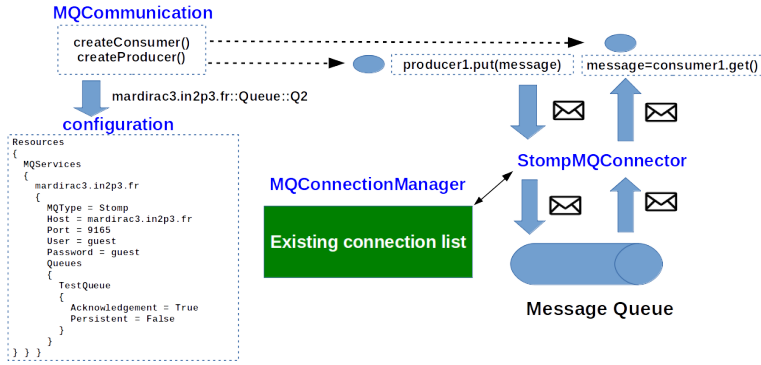 MQCommunication
createConsumer()
createProducer()
producer1.put(message)
message=consumer1.get()
mardirac3.in2p3.fr::Queue::Q2
configuration
Resources
{
MQServices
{
mardirac3.in2p3.fr
{
MQType = Stomp
Host = mardirac3.in2p3.fr
Port = 9165
User = guest
Password = guest
Queues
{
TestQueue
{
Acknowledgement = True
Persistent = False
}
}
} } }
StompMQConnector
MQConnectionManager
Existing connection list
Message Queue